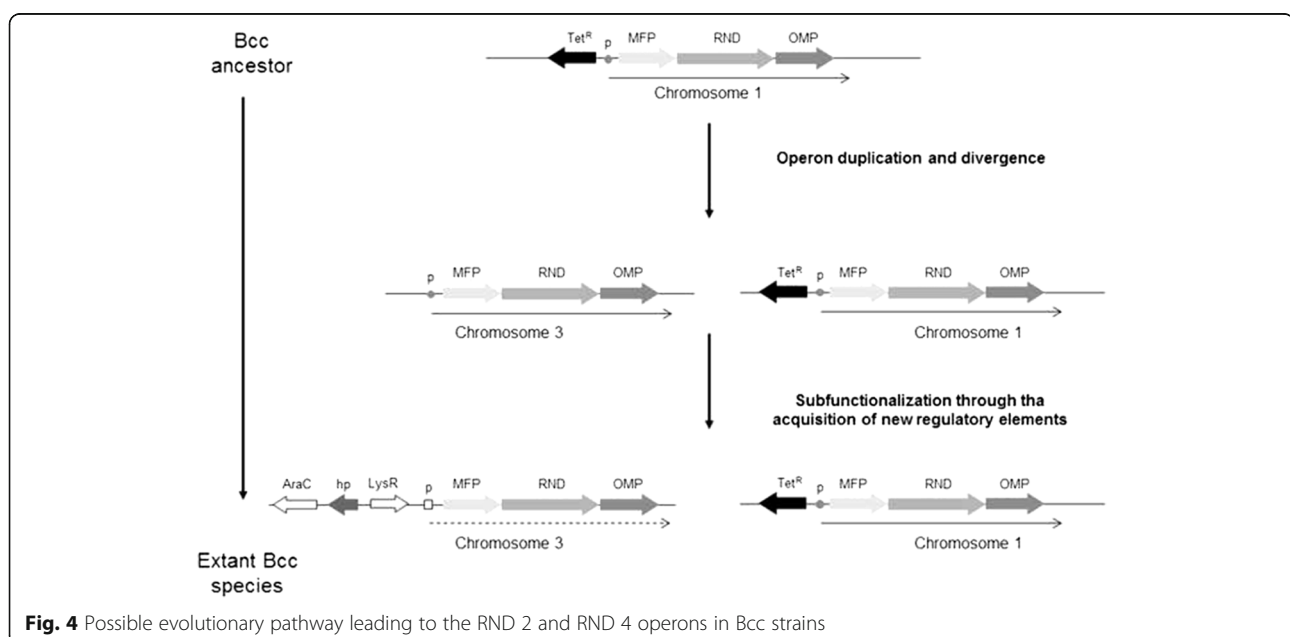 Bcc
ancestor
Tetᴿ p MFP RND OMP
Chromosome 1
Operon duplication and divergence
p MFP RND OMP
Chromosome 3
Tetᴿ p MFP RND OMP
Chromosome 1
Subfunctionalization through tha
acquisition of new regulatory elements
AraC hp LysR p MFP RND OMP
Chromosome 3
Tetᴿ p MFP RND OMP
Chromosome 1
Extant Bcc
species
Fig. 4 Possible evolutionary pathway leading to the RND 2 and RND 4 operons in Bcc strains